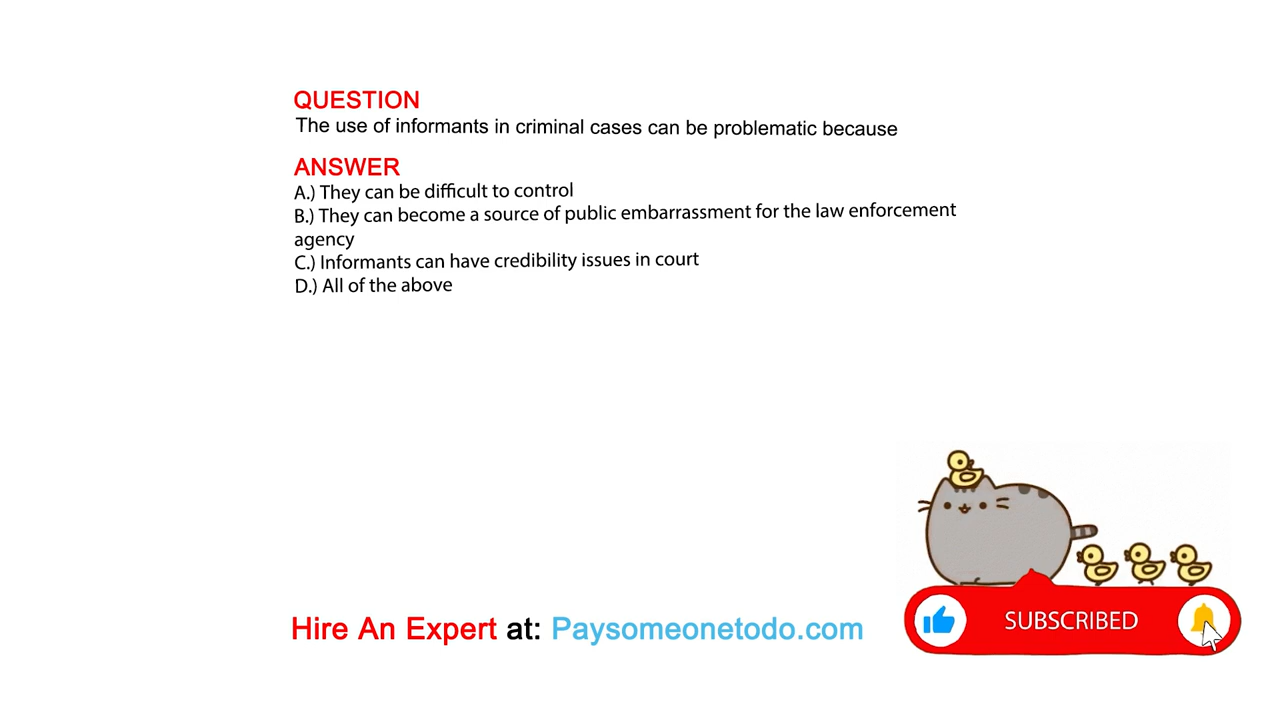 QUESTION
The use of informants in criminal cases can be problematic because
ANSWER
A.) They can be difficult to control
B.) They can become a source of public embarrassment for the law enforcement
agency
C.) Informants can have credibility issues in court
D.) All of the above
Hire An Expert at: Paysomeonetodo.com
SUBSCRIBED